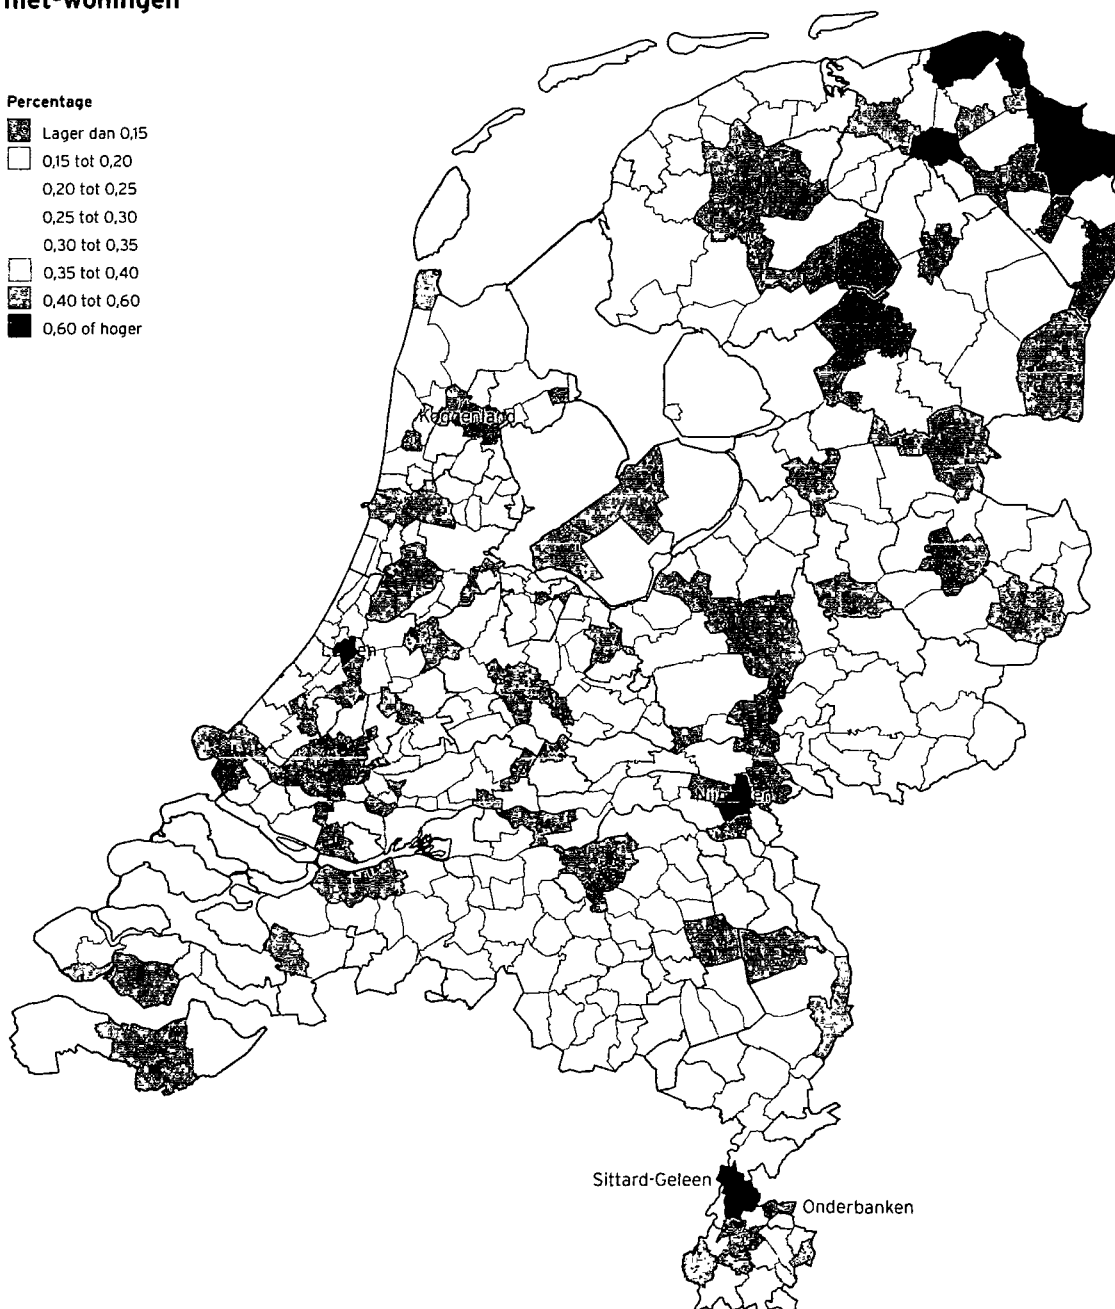 niet-woningen
Percentage
Lager dan 0,15
0,15 tot 0,20
0,20 tot 0,25
0,25 tot 0,30
0,30 tot 0,35
0,35 tot 0,40
0,40 tot 0,60
0,60 of hoger
Koggenland
Sittard-Geleen
Onderbanken